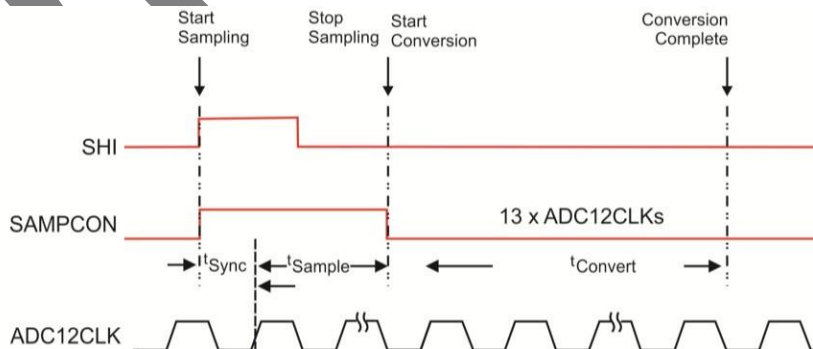 Start
Sampling
Stop
Sampling
Start
Conversion
Conversion
Complete
SHI
SAMPCON
13 x ADC12CLKs
tSync
tSample
tConvert
ADC12CLK